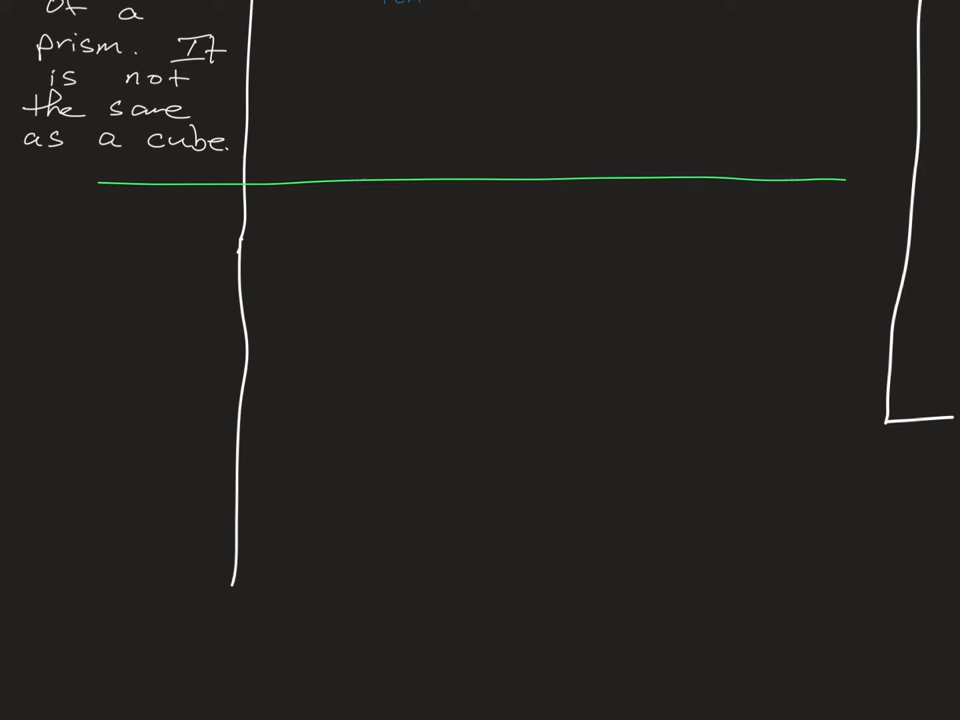 of a
prism. It
is not
the same
as a cube.